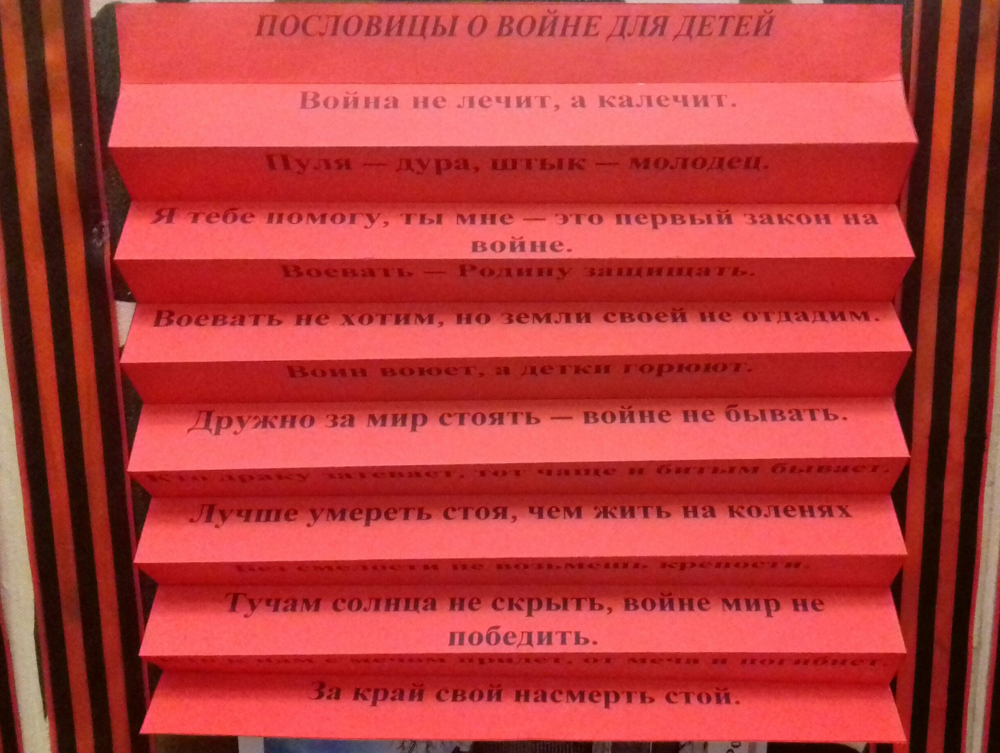 ПОСЛОВИЦЫ О ВОЙНЕ ДЛЯ ДЕТЕЙ
Война не лечит, а калечит.
Пуля — дура, штык — молодец.
Я тебе помогу, ты мне — это первый закон на
войне.
Воевать — Родину защищать.
Воевать не хотим, но земли своей не отдадим.
Воин воюет, а детки горюют.
Дружно за мир стоять — войне не бывать.
Кто драку затевает, тот чаще и битым бывает.
Лучше умереть стоя, чем жить на коленях
Без смелости не возьмешь крепости.
Тучам солнца не скрыть, войне мир не
победить.
к нам с мечом придет, от меча и погибнет.
За край свой насмерть стой.